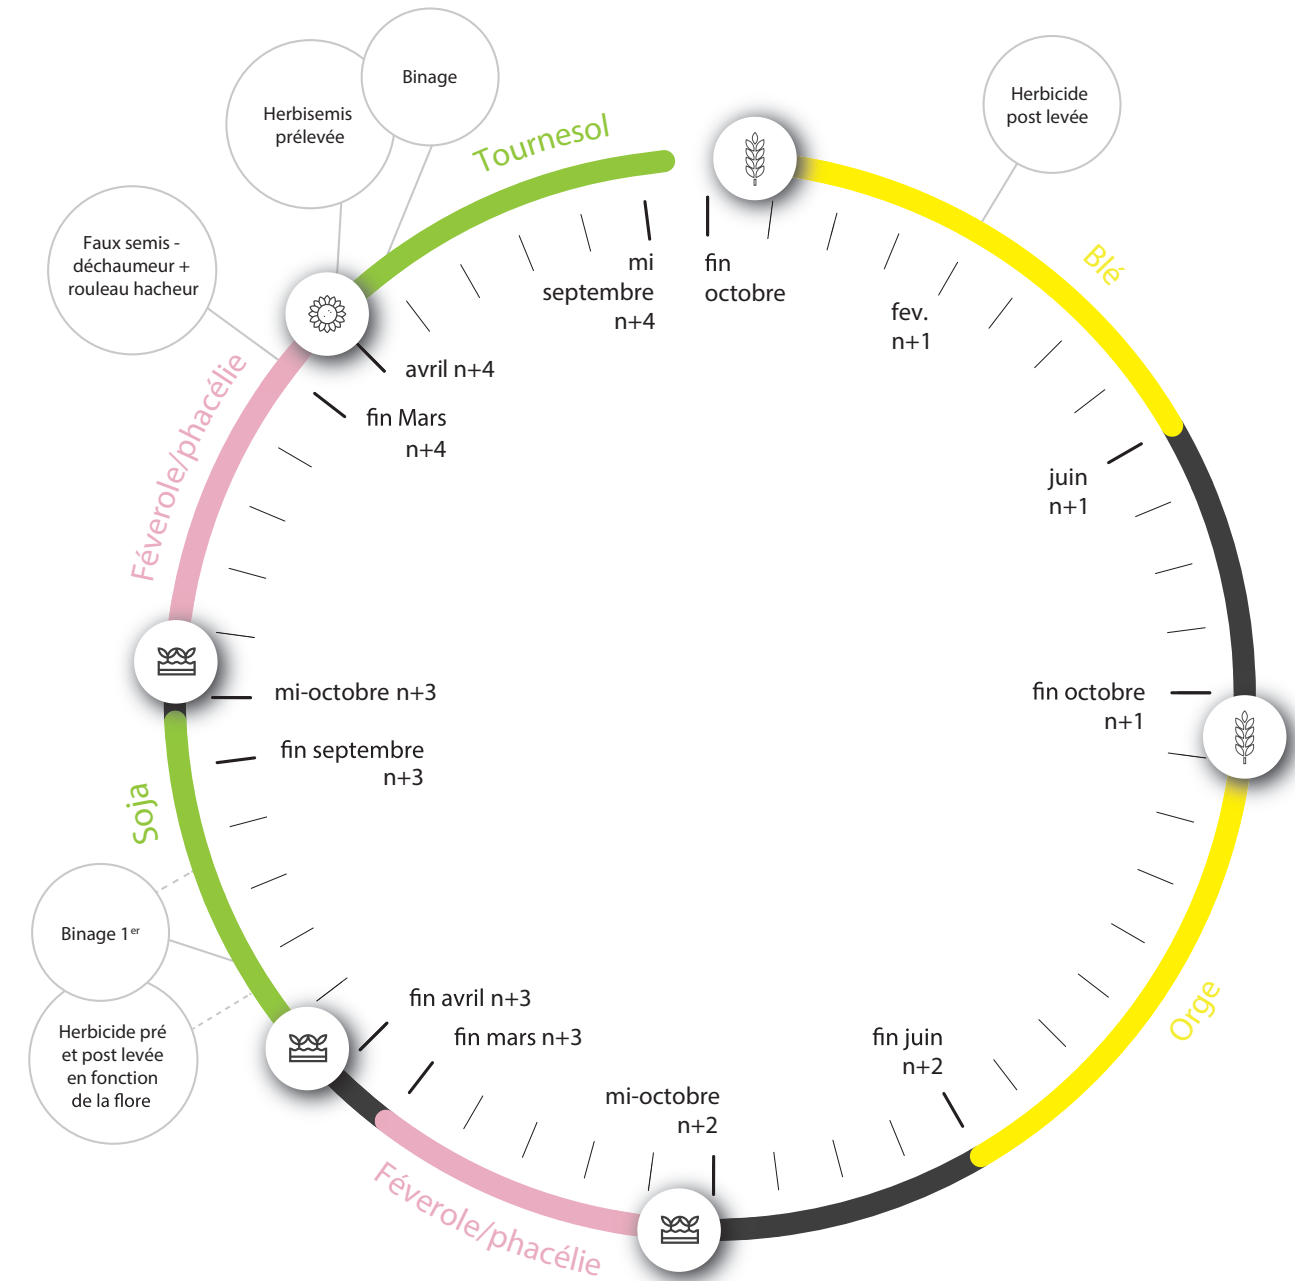 Binage
Herbisemis
prélevée
Tournesol
Herbicide
post levée
Blé
Faux semis -
déchaumeur +
rouleau hacheur
mi
septembre
n+4
fin
octobre
fev.
n+1
avril n+4
fin Mars
n+4
Féverole/phacélie
juin
n+1
mi-octobre n+3
fin octobre
n+1
fin septembre
n+3
Soja
Binage 1er
Herbicide pré
et post levée
en fonction
de la flore
fin avril n+3
fin mars n+3
fin juin
n+2
Orge
mi-octobre
n+2
Féverole/phacélie